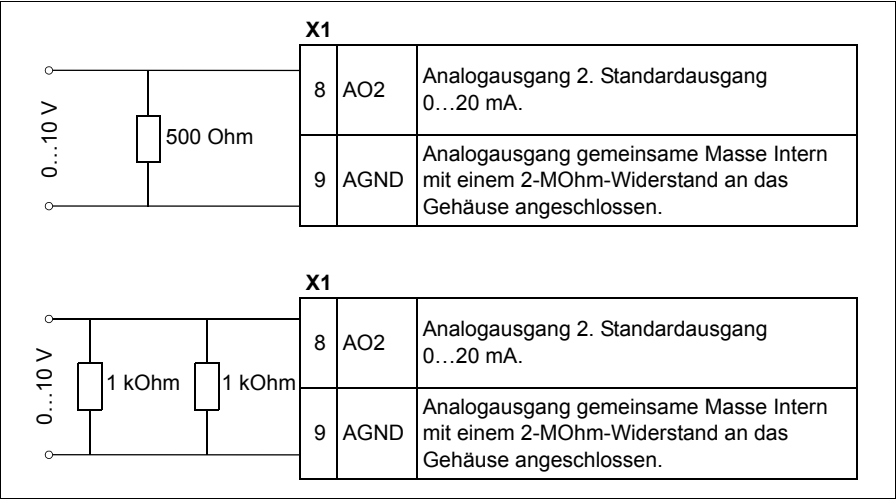 X1
0…10 V
500 Ohm
8 AO2 Analogausgang 2. Standardausgang
0…20 mA.
9 AGND Analogausgang gemeinsame Masse Intern
mit einem 2-MOhm-Widerstand an das
Gehäuse angeschlossen.
X1
0…10 V
1 kOhm 1 kOhm
8 AO2 Analogausgang 2. Standardausgang
0…20 mA.
9 AGND Analogausgang gemeinsame Masse Intern
mit einem 2-MOhm-Widerstand an das
Gehäuse angeschlossen.